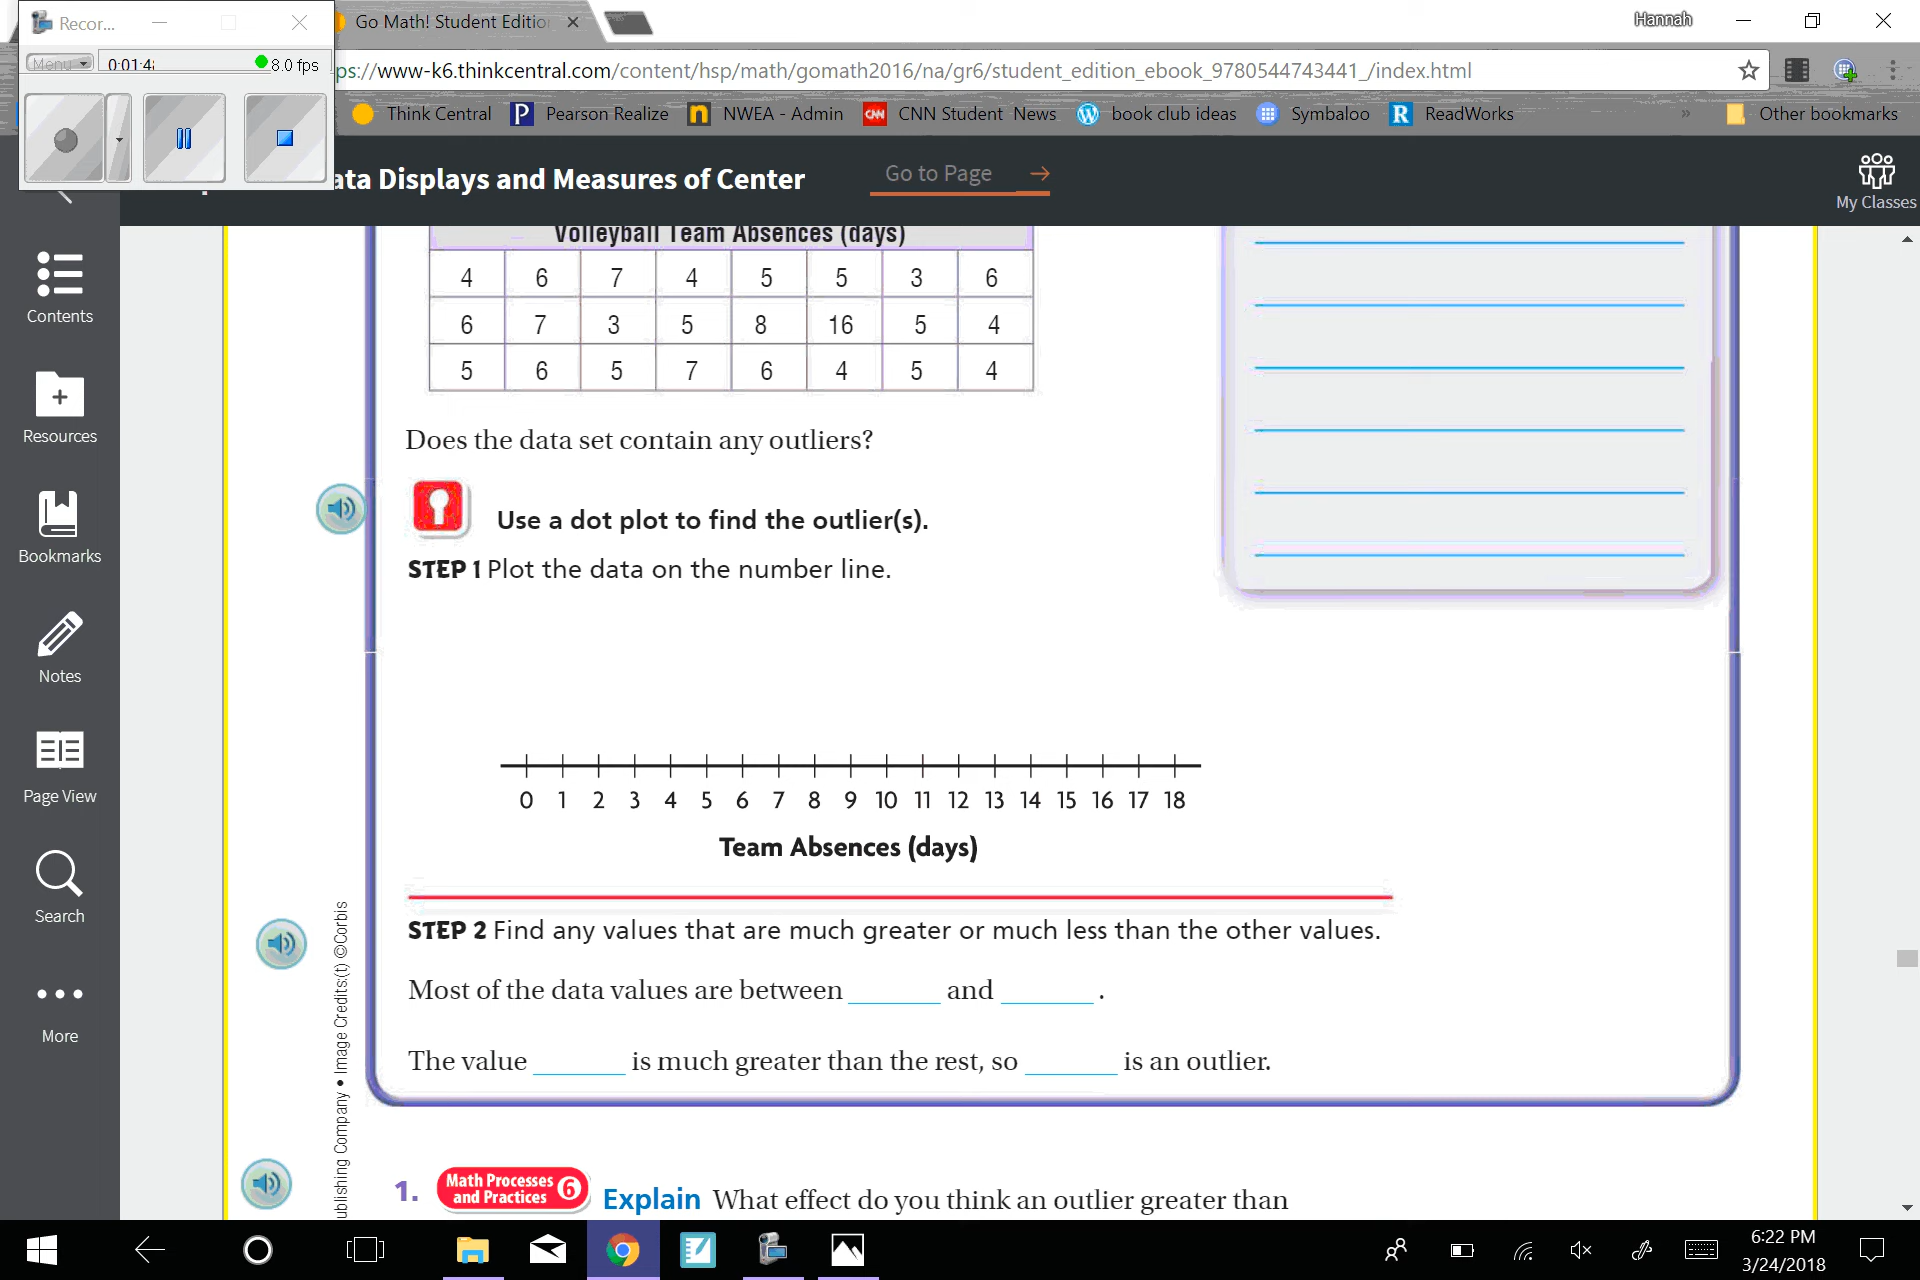 Recor...
Go Math! Student Editio
Hannah
Menu
0:01:4
8.0 fps
ps://www-k6.thinkcentral.com/content/hsp/math/gomath2016/na/gr6/student_edition_ebook_9780544743441_/index.html
Think Central
Pearson Realize
NWEA - Admin
CNN Student News
book club ideas
Symbaloo
ReadWorks
»
Other bookmarks
ata Displays and Measures of Center
Go to Page
My Classes
Contents
Resources
Bookmarks
Notes
Page View
Search
More
Volleyball Team Absences (days)
4 6 7 4 5 5 3 6
6 7 3 5 8 16 5 4
5 6 5 7 6 4 5 4
Does the data set contain any outliers?
Use a dot plot to find the outlier(s).
STEP 1 Plot the data on the number line.
0 1 2 3 4 5 6 7 8 9 10 11 12 13 14 15 16 17 18
Team Absences (days)
STEP 2 Find any values that are much greater or much less than the other values.
Most of the data values are between ______ and ______ .
The value ______ is much greater than the rest, so ______ is an outlier.
ublishing Company • Image Credits:(t) ©Corbis
1. Math Processes and Practices 6 Explain What effect do you think an outlier greater than
6:22 PM
3/24/2018